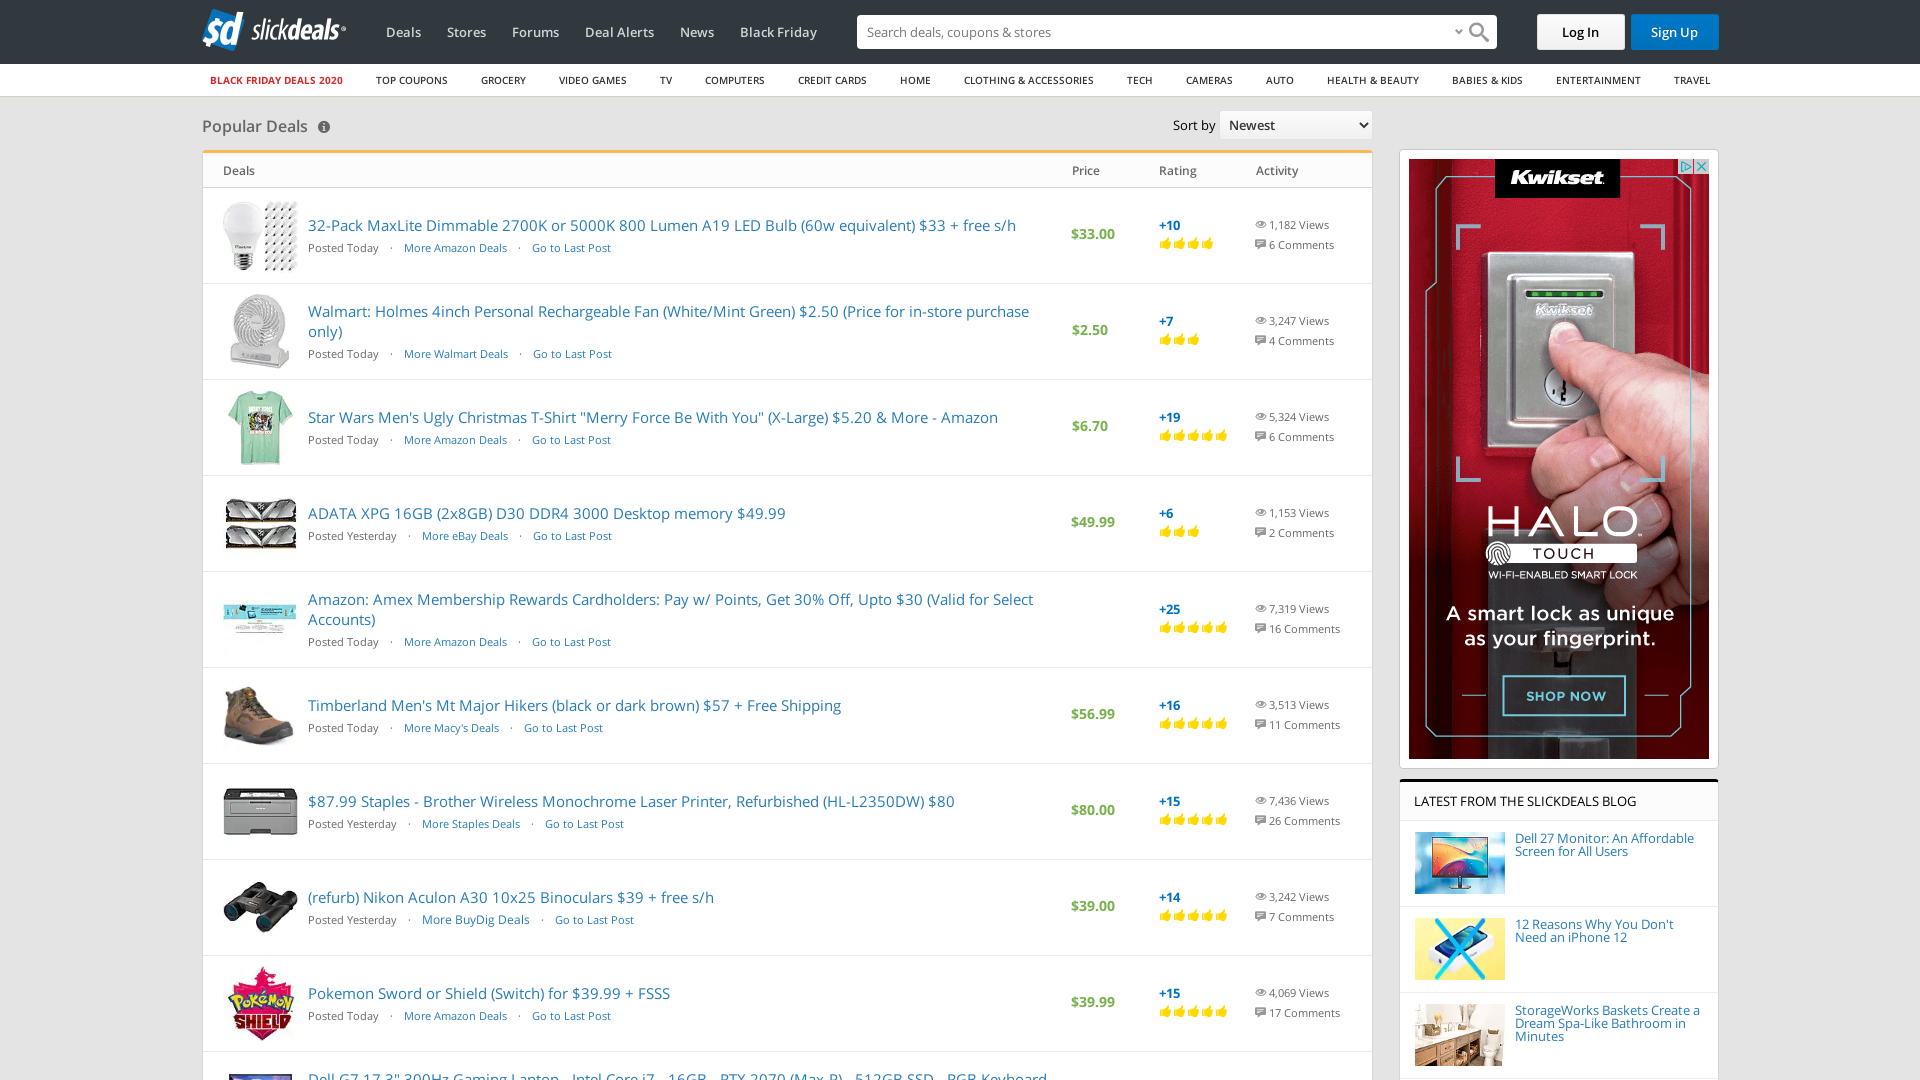 slickdeals
Deals
Stores
Forums
Deal Alerts
News
Black Friday
Search deals, coupons & stores
Log In
Sign Up
BLACK FRIDAY DEALS 2020
TOP COUPONS
GROCERY
VIDEO GAMES
TV
COMPUTERS
CREDIT CARDS
HOME
CLOTHING & ACCESSORIES
TECH
CAMERAS
AUTO
HEALTH & BEAUTY
BABIES & KIDS
ENTERTAINMENT
TRAVEL
Popular Deals
Sort by Newest
Deals Price Rating Activity
32-Pack MaxLite Dimmable 2700K or 5000K 800 Lumen A19 LED Bulb (60w equivalent) $33 + free s/h
Posted Today · More Amazon Deals · Go to Last Post
$33.00
+10
1,182 Views
6 Comments
Walmart: Holmes 4inch Personal Rechargeable Fan (White/Mint Green) $2.50 (Price for in-store purchase
only)
Posted Today · More Walmart Deals · Go to Last Post
$2.50
+7
3,247 Views
4 Comments
Star Wars Men's Ugly Christmas T-Shirt "Merry Force Be With You" (X-Large) $5.20 & More - Amazon
Posted Today · More Amazon Deals · Go to Last Post
$6.70
+19
5,324 Views
6 Comments
ADATA XPG 16GB (2x8GB) D30 DDR4 3000 Desktop memory $49.99
Posted Yesterday · More eBay Deals · Go to Last Post
$49.99
+6
1,153 Views
2 Comments
Amazon: Amex Membership Rewards Cardholders: Pay w/ Points, Get 30% Off, Upto $30 (Valid for Select
Accounts)
Posted Today · More Amazon Deals · Go to Last Post
+25
7,319 Views
16 Comments
Timberland Men's Mt Major Hikers (black or dark brown) $57 + Free Shipping
Posted Today · More Macy's Deals · Go to Last Post
$56.99
+16
3,513 Views
11 Comments
$87.99 Staples - Brother Wireless Monochrome Laser Printer, Refurbished (HL-L2350DW) $80
Posted Yesterday · More Staples Deals · Go to Last Post
$80.00
+15
7,436 Views
26 Comments
(refurb) Nikon Aculon A30 10x25 Binoculars $39 + free s/h
Posted Yesterday · More BuyDig Deals · Go to Last Post
$39.00
+14
3,242 Views
7 Comments
POKÉMON
SHIELD
Pokemon Sword or Shield (Switch) for $39.99 + FSSS
Posted Today · More Amazon Deals · Go to Last Post
$39.99
+15
4,069 Views
17 Comments
Dell G7 17.3" 300Hz Gaming Laptop - Intel Core i7 - 16GB - RTX 2070 (Max-P) - 512GB SSD - RGB Keyboard
Kwikset
Kwikset
HALO
TOUCH
WI-FI-ENABLED SMART LOCK
A smart lock as unique
as your fingerprint.
SHOP NOW
LATEST FROM THE SLICKDEALS BLOG
Dell 27 Monitor: An Affordable
Screen for All Users
12 Reasons Why You Don't
Need an iPhone 12
StorageWorks Baskets Create a
Dream Spa-Like Bathroom in
Minutes